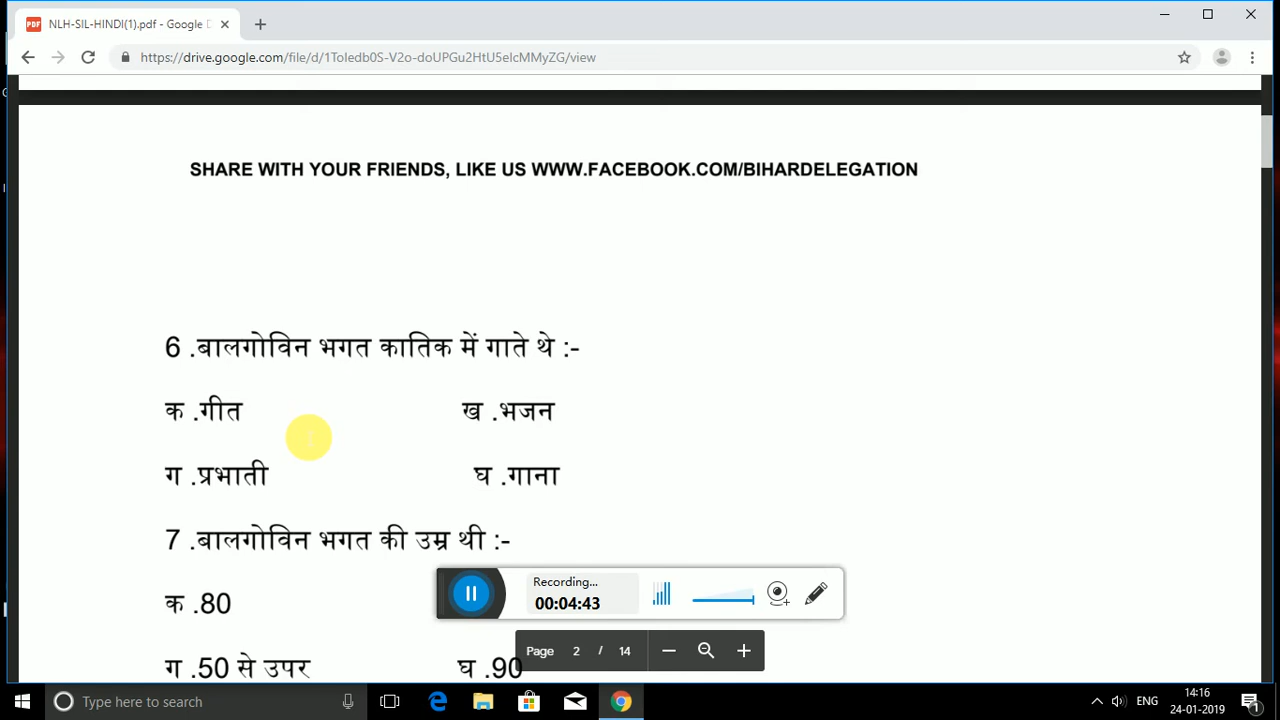 NLH-SIL-HINDI(1).pdf - Google D
https://drive.google.com/file/d/1Toledb0S-V2o-doUPGu2HtU5elcMMyZG/view
SHARE WITH YOUR FRIENDS, LIKE US WWW.FACEBOOK.COM/BIHARDELEGATION
6 .बालगोविन भगत कातिक में गाते थे :-
क .गीत ख .भजन
ग .प्रभाती घ .गाना
7 .बालगोविन भगत की उम्र थी :-
क .80
ग .50 से उपर घ .90
Recording...
00:04:43
Page 2 / 14
Type here to search
ENG
14:16
24-01-2019